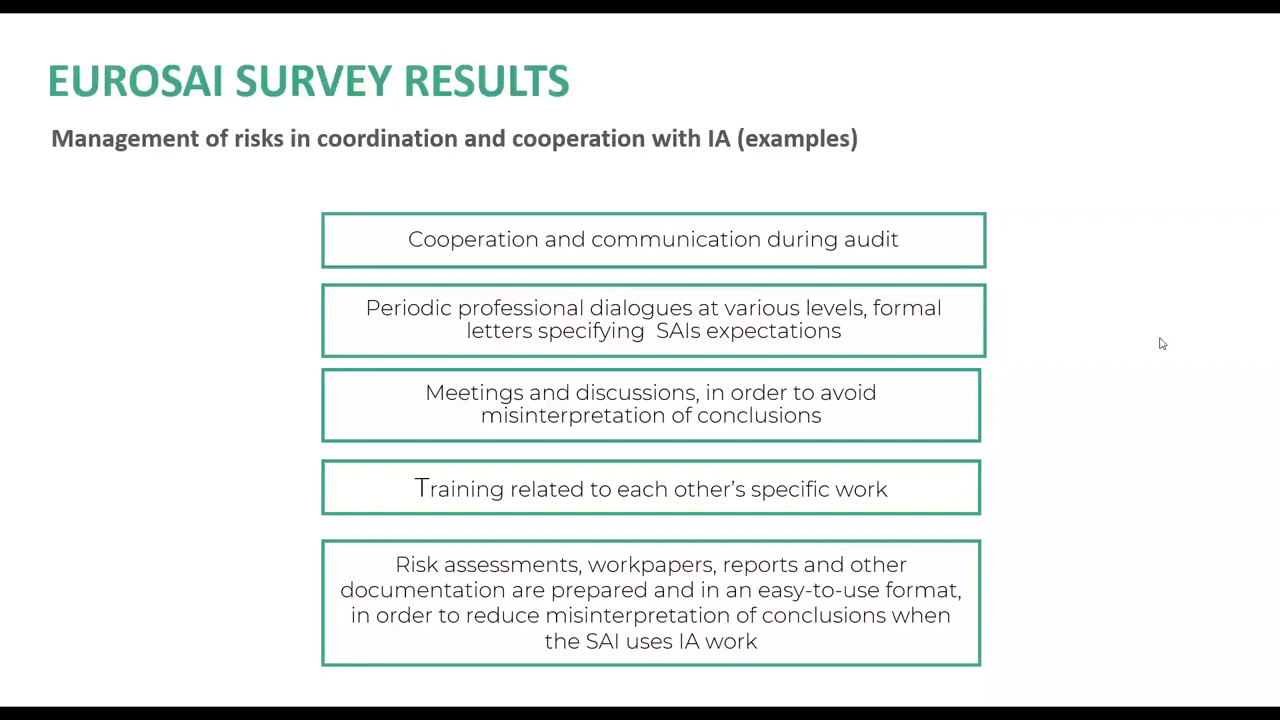 EUROSAI SURVEY RESULTS
Management of risks in coordination and cooperation with IA (examples)
Cooperation and communication during audit
Periodic professional dialogues at various levels, formal
letters specifying  SAIs expectations
Meetings and discussions, in order to avoid
misinterpretation of conclusions
Training related to each other’s specific work
Risk assessments, workpapers, reports and other
documentation are prepared and in an easy-to-use format,
in order to reduce misinterpretation of conclusions when
the SAI uses IA work